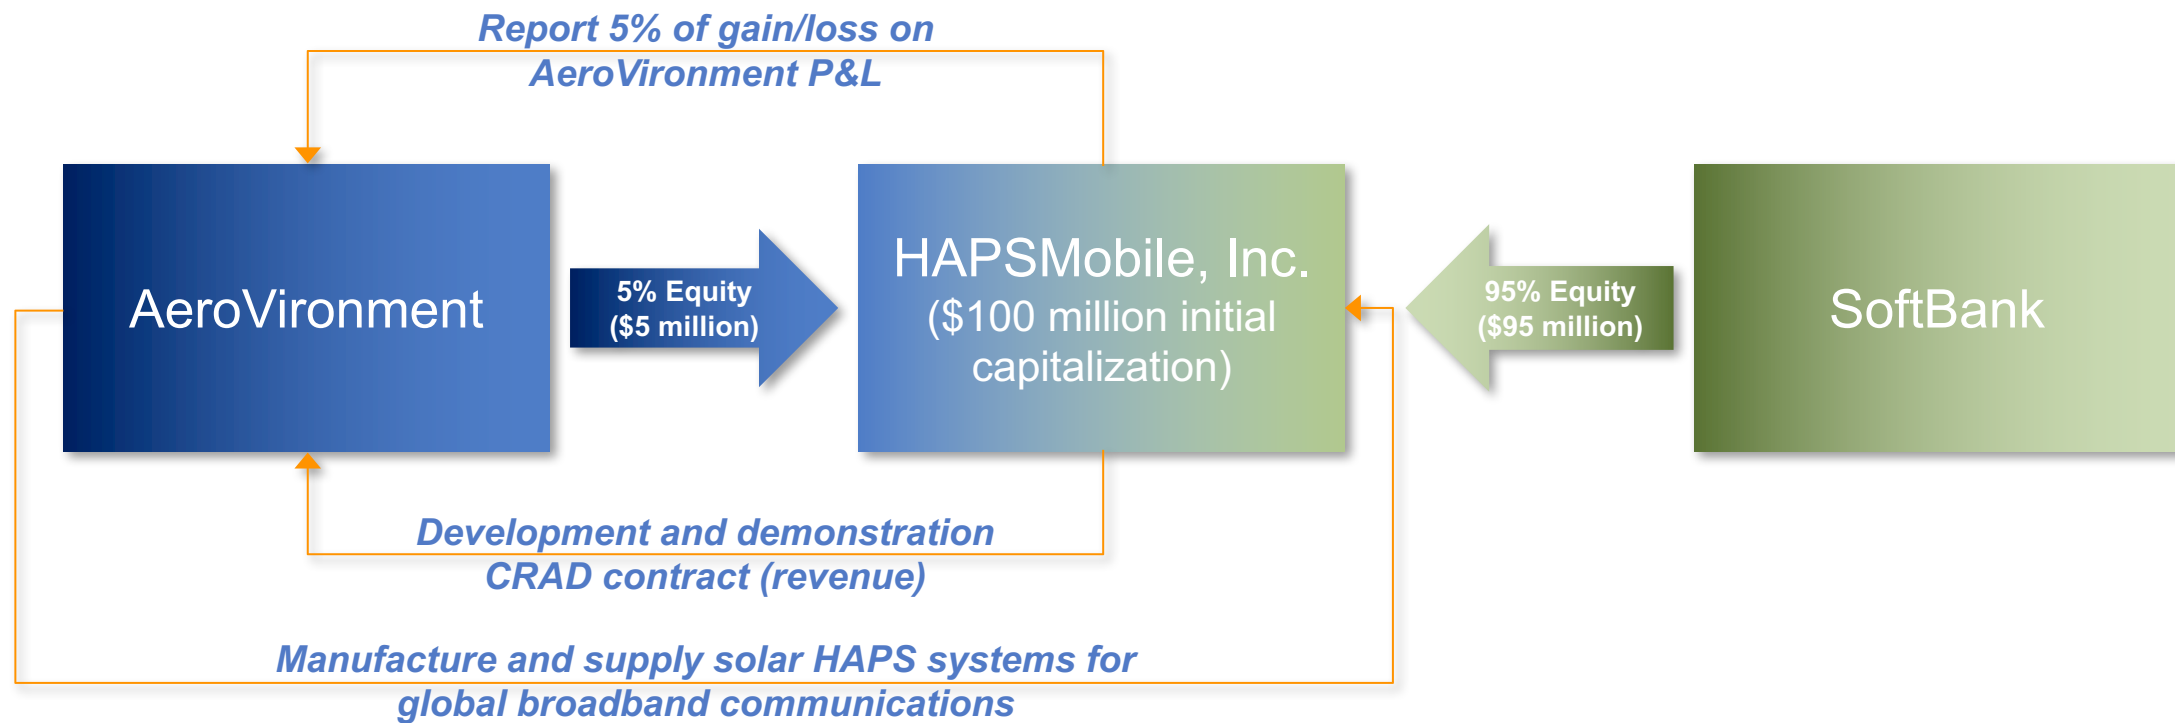 Report 5% of gain/loss on
AeroVironment P&L
AeroVironment
5% Equity
($5 million)
HAPSMobile, Inc.
($100 million initial
capitalization)
95% Equity
($95 million)
SoftBank
Development and demonstration
CRAD contract (revenue)
Manufacture and supply solar HAPS systems for
global broadband communications